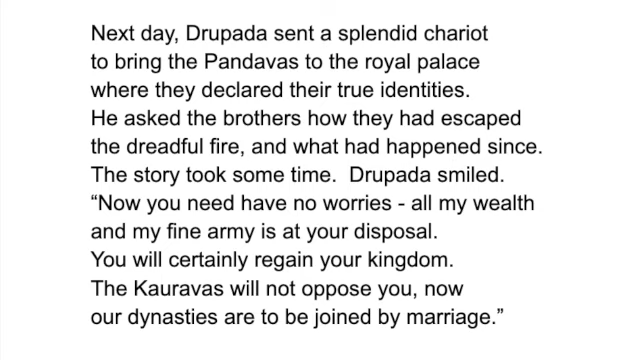 Next day, Drupada sent a splendid chariot
to bring the Pandavas to the royal palace
where they declared their true identities.
He asked the brothers how they had escaped
the dreadful fire, and what had happened since.
The story took some time.  Drupada smiled.
“Now you need have no worries - all my wealth
and my fine army is at your disposal.
You will certainly regain your kingdom.
The Kauravas will not oppose you, now
our dynasties are to be joined by marriage.”